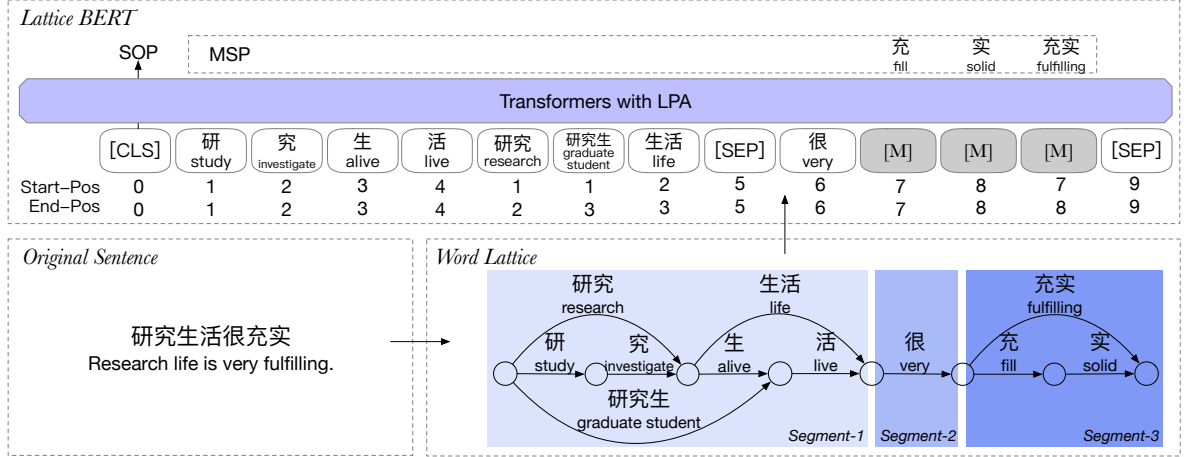 Lattice BERT
SOP
MSP
充 实 充实
fill solid fulfilling
Transformers with LPA
[CLS] 研 究 生 活 研究 研究生 生活 [SEP] 很 [M] [M] [M] [SEP]
study investigate alive live research graduate student life very
Start-Pos 0 1 2 3 4 1 1 2 5 6 7 8 7 9
End-Pos 0 1 2 3 4 2 3 3 5 6 7 8 8 9
Original Sentence
研究生活很充实
Research life is very fulfilling.
Word Lattice
研究 生活 充实
research life fulfilling
研 究 生 活 很 充 实
study investigate alive live very fill solid
研究生
graduate student
Segment-1 Segment-2 Segment-3